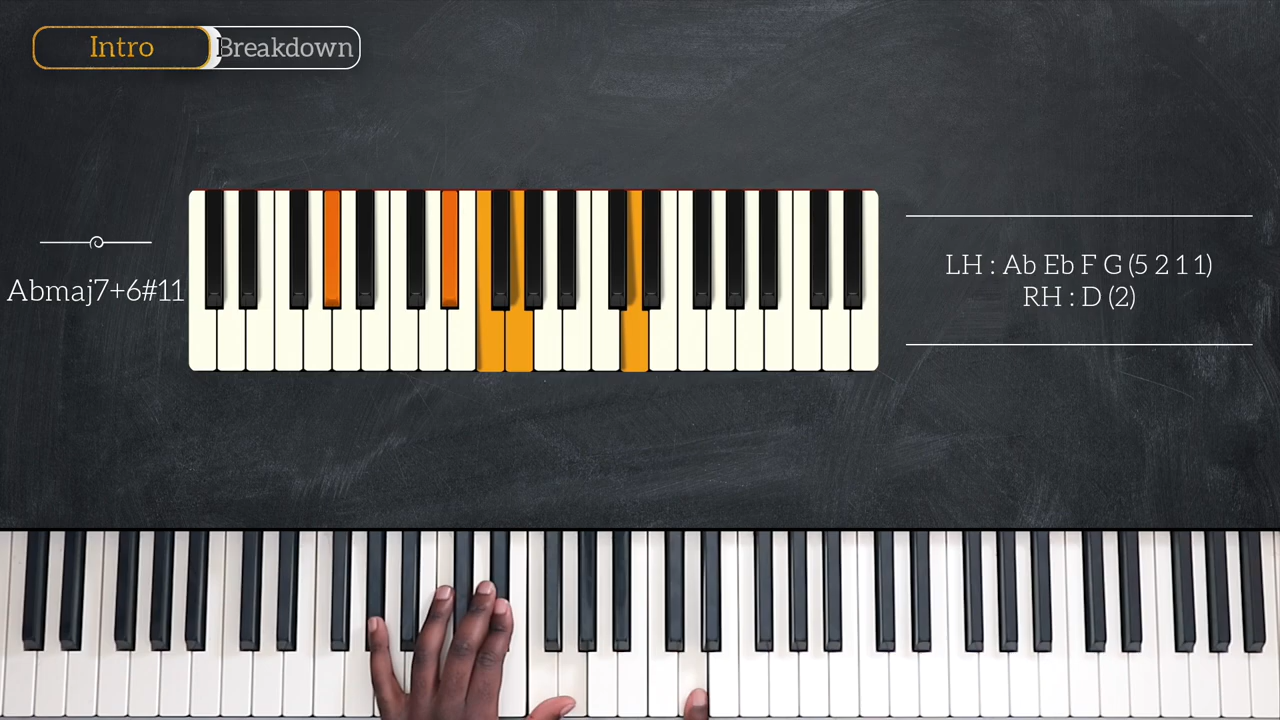 Intro
Breakdown
Abmaj7+6#11
LH : Ab Eb F G (5 2 1 1)
RH : D (2)